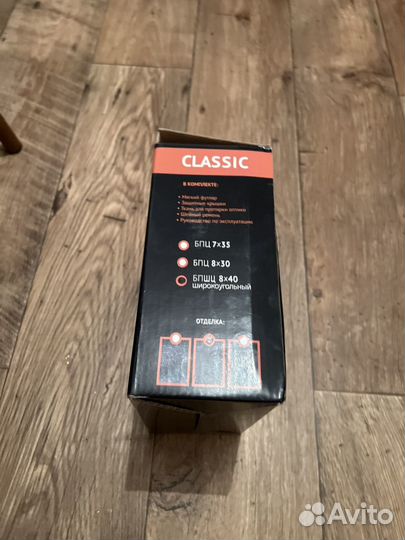 CLASSIC
В КОМПЛЕКТЕ:
• Мягкий футляр
• Защитные крышки
• Ткань для протирки оптики
• Шейный ремень
• Руководство по эксплуатации
БПЦ 7×35
БПЦ 8×30
БПШЦ 8×40
широкоугольный
ОТДЕЛКА:
Avito